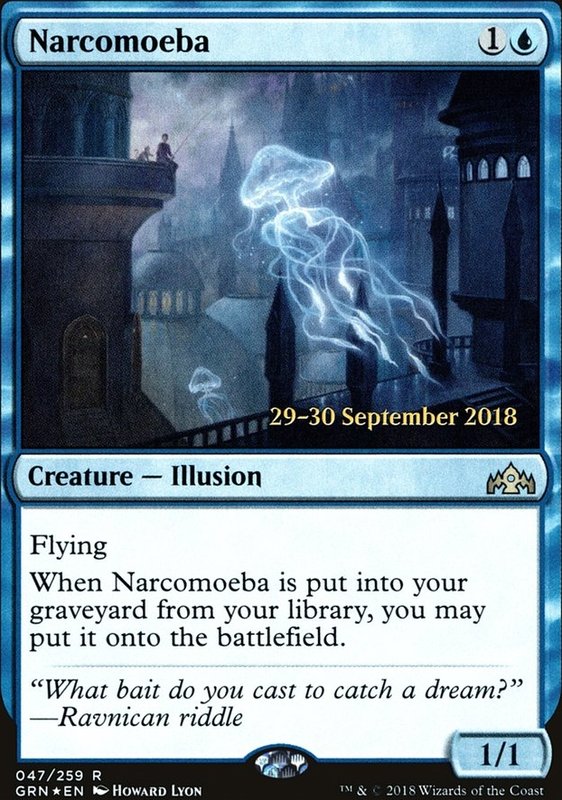 Narcomoeba 1
29–30 September 2018
Creature — Illusion
Flying
When Narcomoeba is put into your
graveyard from your library, you may
put it onto the battlefield.
“What bait do you cast to catch a dream?”
—Ravnican riddle
1/1
047/259 R
GRN★EN Howard Lyon
™ & © 2018 Wizards of the Coast